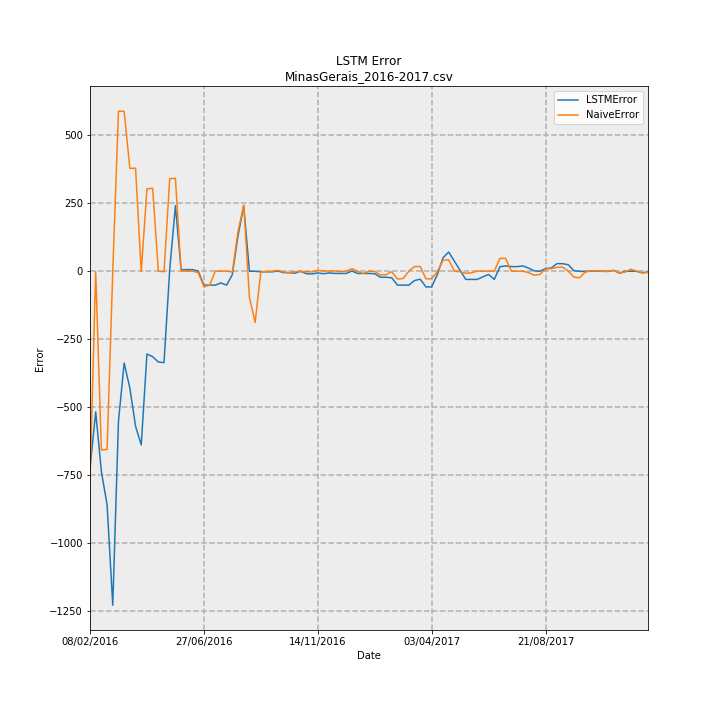 LSTM Error
MinasGerais_2016-2017.csv
LSTMError
NaiveError
500
250
0
−250
−500
−750
−1000
−1250
Error
08/02/2016
27/06/2016
14/11/2016
03/04/2017
21/08/2017
Date